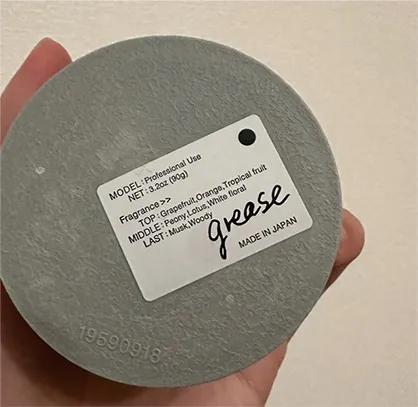 MODEL:Professional Use
NET:3.2oz (90g)
Fragrance>>
TOP:Grapefruit,Orange,Tropical fruit
MIDDLE:Peony,Lotus,White floral
LAST:Musk,Woody
grease
MADE IN JAPAN
19590918